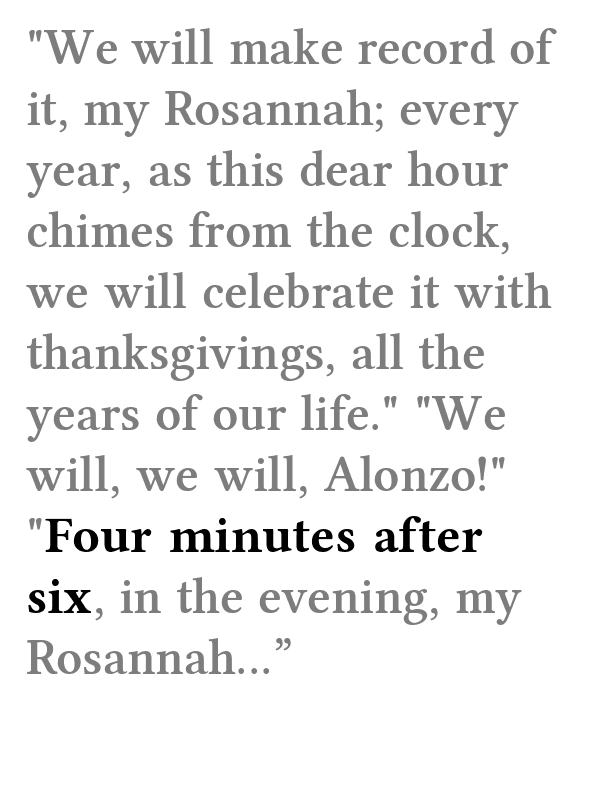 "We will make record of
it, my Rosannah; every
year, as this dear hour
chimes from the clock,
we will celebrate it with
thanksgivings, all the
years of our life." "We
will, we will, Alonzo!"
"Four minutes after
six, in the evening, my
Rosannah...”